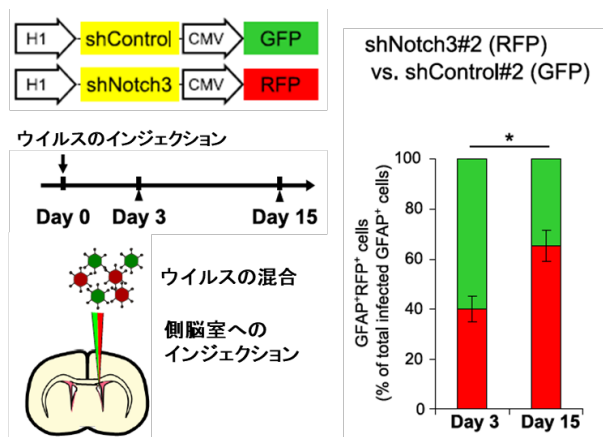 H1
shControl
CMV
GFP
H1
shNotch3
CMV
RFP
ウイルスのインジェクション
Day 0
Day 3
Day 15
ウイルスの混合
側脳室への
インジェクション
shNotch3#2 (RFP)
vs. shControl#2 (GFP)
*
GFAP+RFP+ cells
(% of total infected GFAP+ cells)
100
80
60
40
20
0
Day 3
Day 15